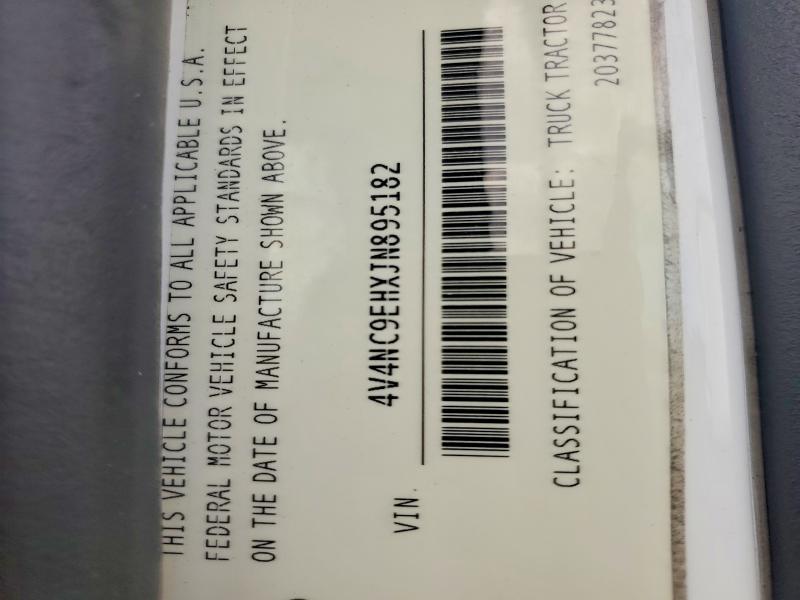 THIS VEHICLE CONFORMS TO ALL APPLICABLE U.S.A.
FEDERAL MOTOR VEHICLE SAFETY STANDARDS IN EFFECT
ON THE DATE OF MANUFACTURE SHOWN ABOVE.
VIN. 4V4NC9EHXJN895182
CLASSIFICATION OF VEHICLE: TRUCK TRACTOR
20377823